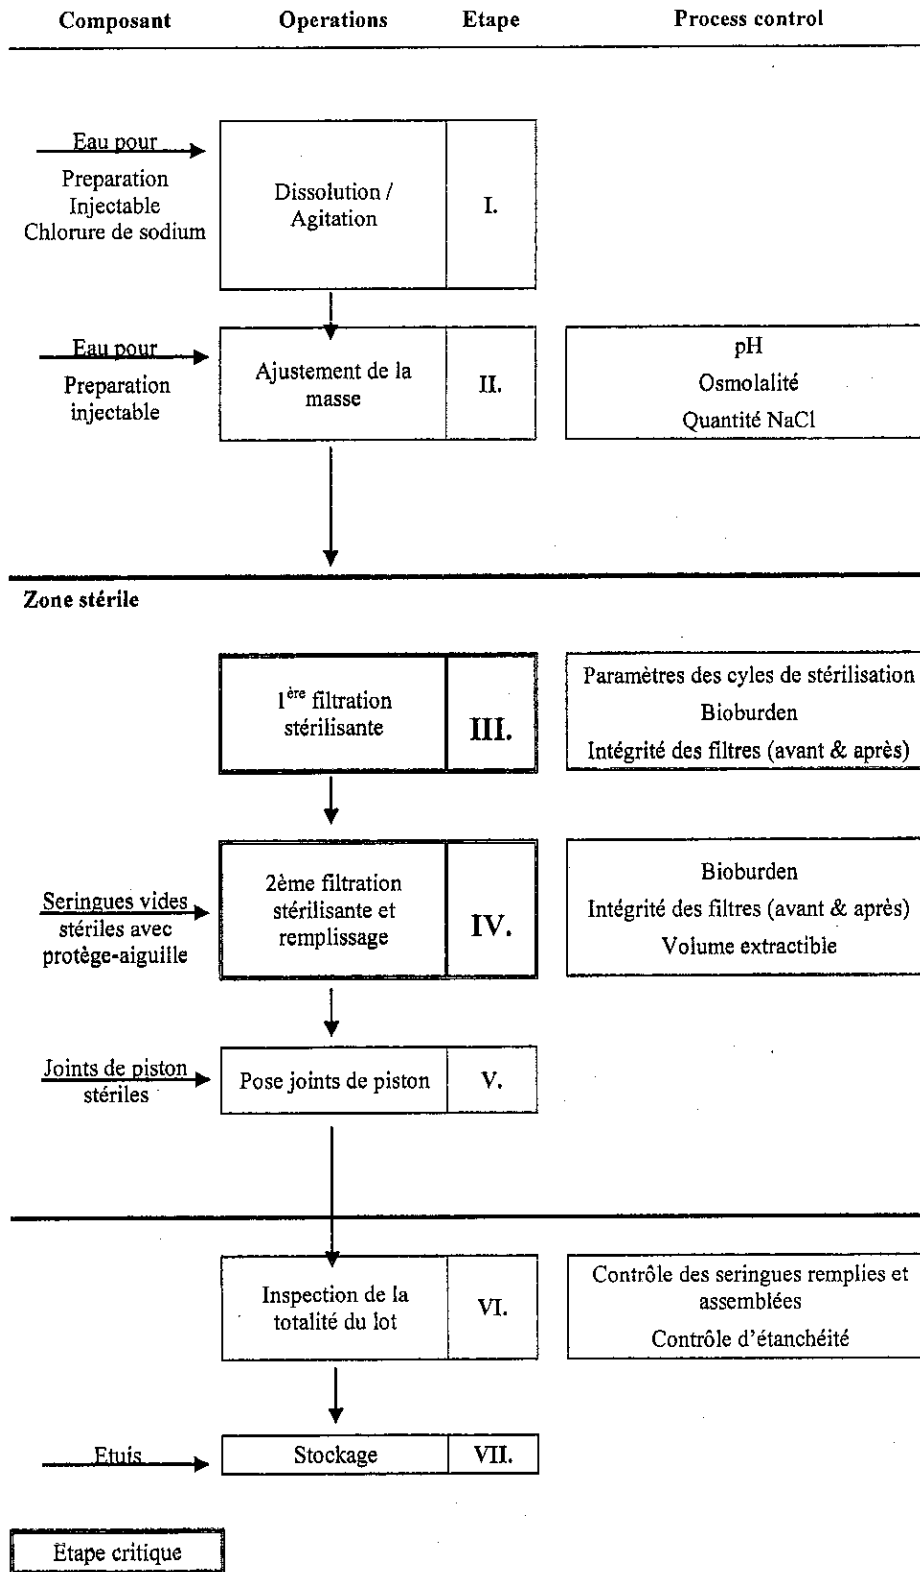 Composant Operations Etape Process control
Eau pour
Preparation
Injectable
Chlorure de sodium
Dissolution /
Agitation
I.
Eau pour
Preparation
injectable
Ajustement de la
masse
II.
pH
Osmolalité
Quantité NaCl
Zone stérile
1ère filtration
stérilisante
III.
Paramètres des cyles de stérilisation
Bioburden
Intégrité des filtres (avant & après)
Seringues vides
stériles avec
protège-aiguille
2ème filtration
stérilisante et
remplissage
IV.
Bioburden
Intégrité des filtres (avant & après)
Volume extractible
Joints de piston
stériles
Pose joints de piston
V.
Inspection de la
totalité du lot
VI.
Contrôle des seringues remplies et
assemblées
Contrôle d'étanchéité
Etuis
Stockage
VII.
Etape critique